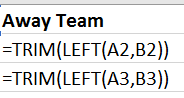 Away Team
=TRIM(LEFT(A2,B2))
=TRIM(LEFT(A3,B3))